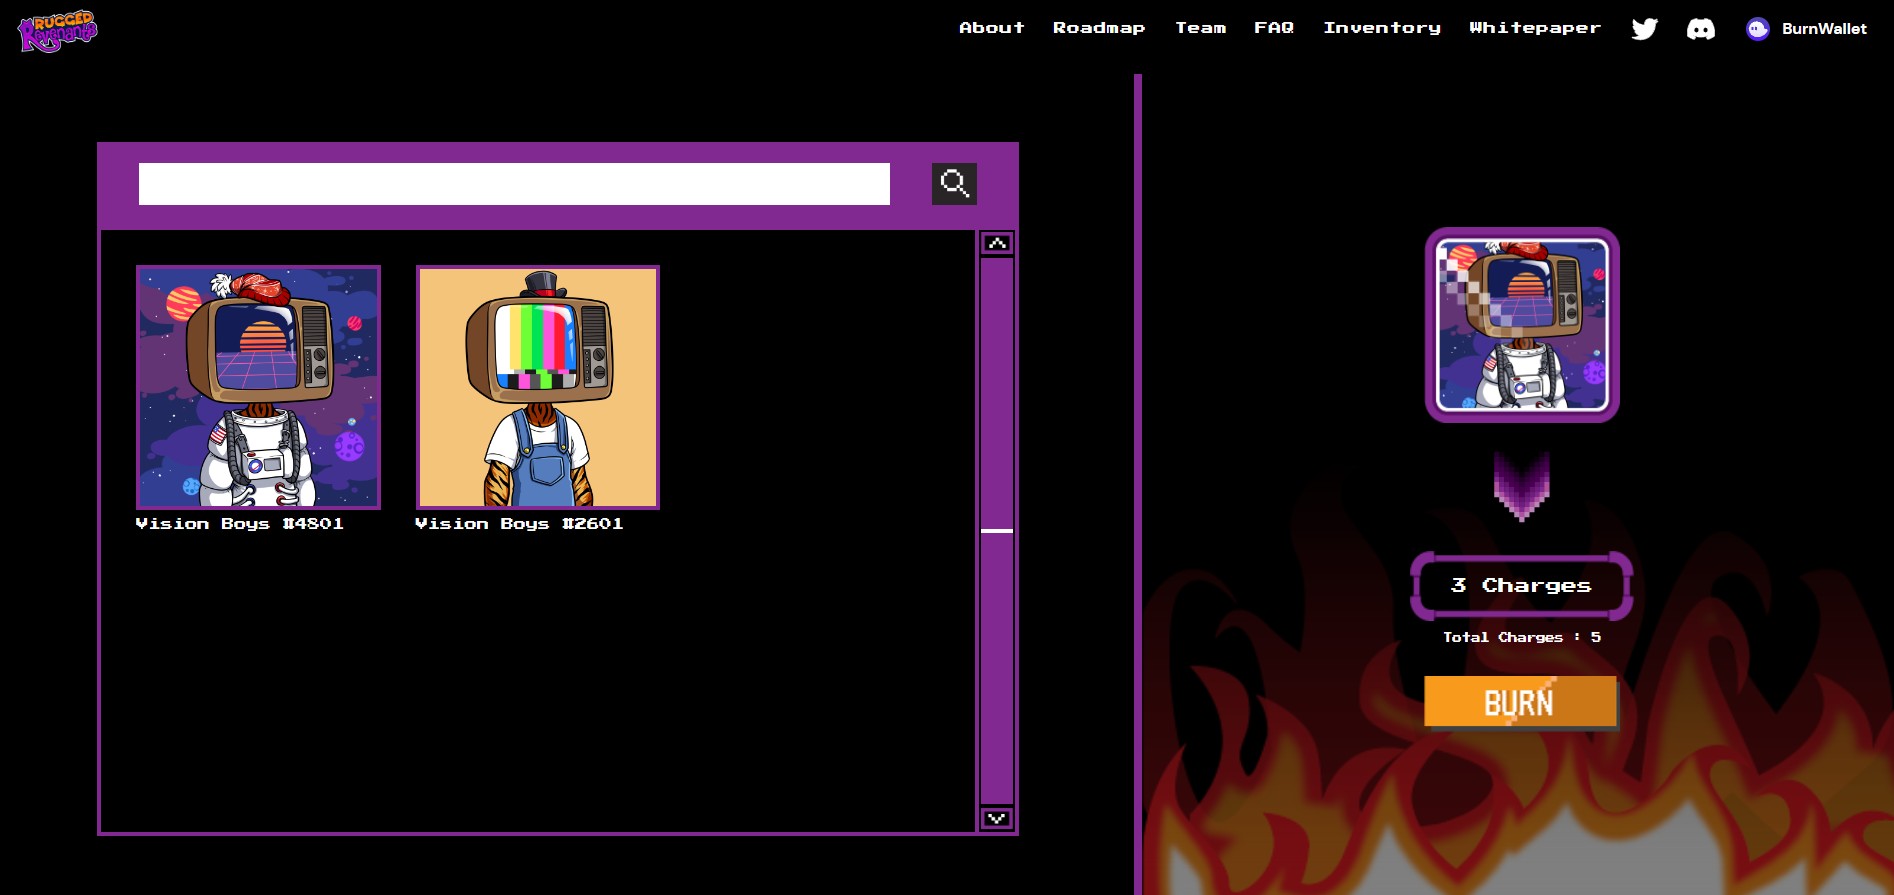 RUGGED
Revenants
About Roadmap Team FAQ Inventory Whitepaper BurnWallet
Vision Boys #4801
Vision Boys #2601
3 Charges
Total Charges : 5
BURN